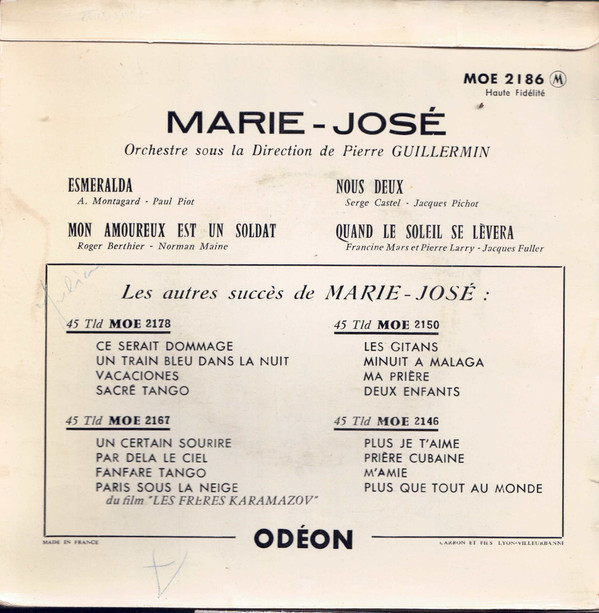 MOE 2186 M
Haute Fidélité
MARIE-JOSÉ
Orchestre sous la Direction de Pierre GUILLERMIN
ESMERALDA
A. Montagard - Paul Piot
MON AMOUREUX EST UN SOLDAT
Roger Berthier - Norman Maine
NOUS DEUX
Serge Castel - Jacques Pichot
QUAND LE SOLEIL SE LÈVERA
Francine Mars et Pierre Larry - Jacques Fuller
Les autres succès de MARIE-JOSÉ :
45 Tld MOE 2178
CE SERAIT DOMMAGE
UN TRAIN BLEU DANS LA NUIT
VACACIONES
SACRÉ TANGO
45 Tld MOE 2150
LES GITANS
MINUIT A MALAGA
MA PRIÈRE
DEUX ENFANTS
45 Tld MOE 2167
UN CERTAIN SOURIRE
PAR DELA LE CIEL
FANFARE TANGO
PARIS SOUS LA NEIGE
du film "LES FRÈRES KARAMAZOV"
45 Tld MOE 2146
PLUS JE T'AIME
PRIÈRE CUBAINE
M'AMIE
PLUS QUE TOUT AU MONDE
MADE IN FRANCE
ODÉON
ET FILS LYON-VILLEURBANNE